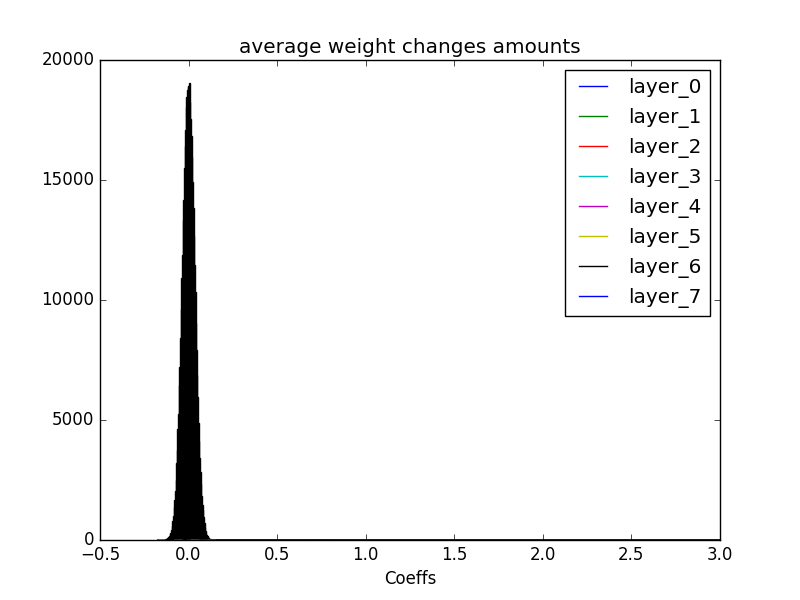 average weight changes amounts
20000
15000
10000
5000
0
layer_0
layer_1
layer_2
layer_3
layer_4
layer_5
layer_6
layer_7
−0.5 0.0 0.5 1.0 1.5 2.0 2.5 3.0
Coeffs